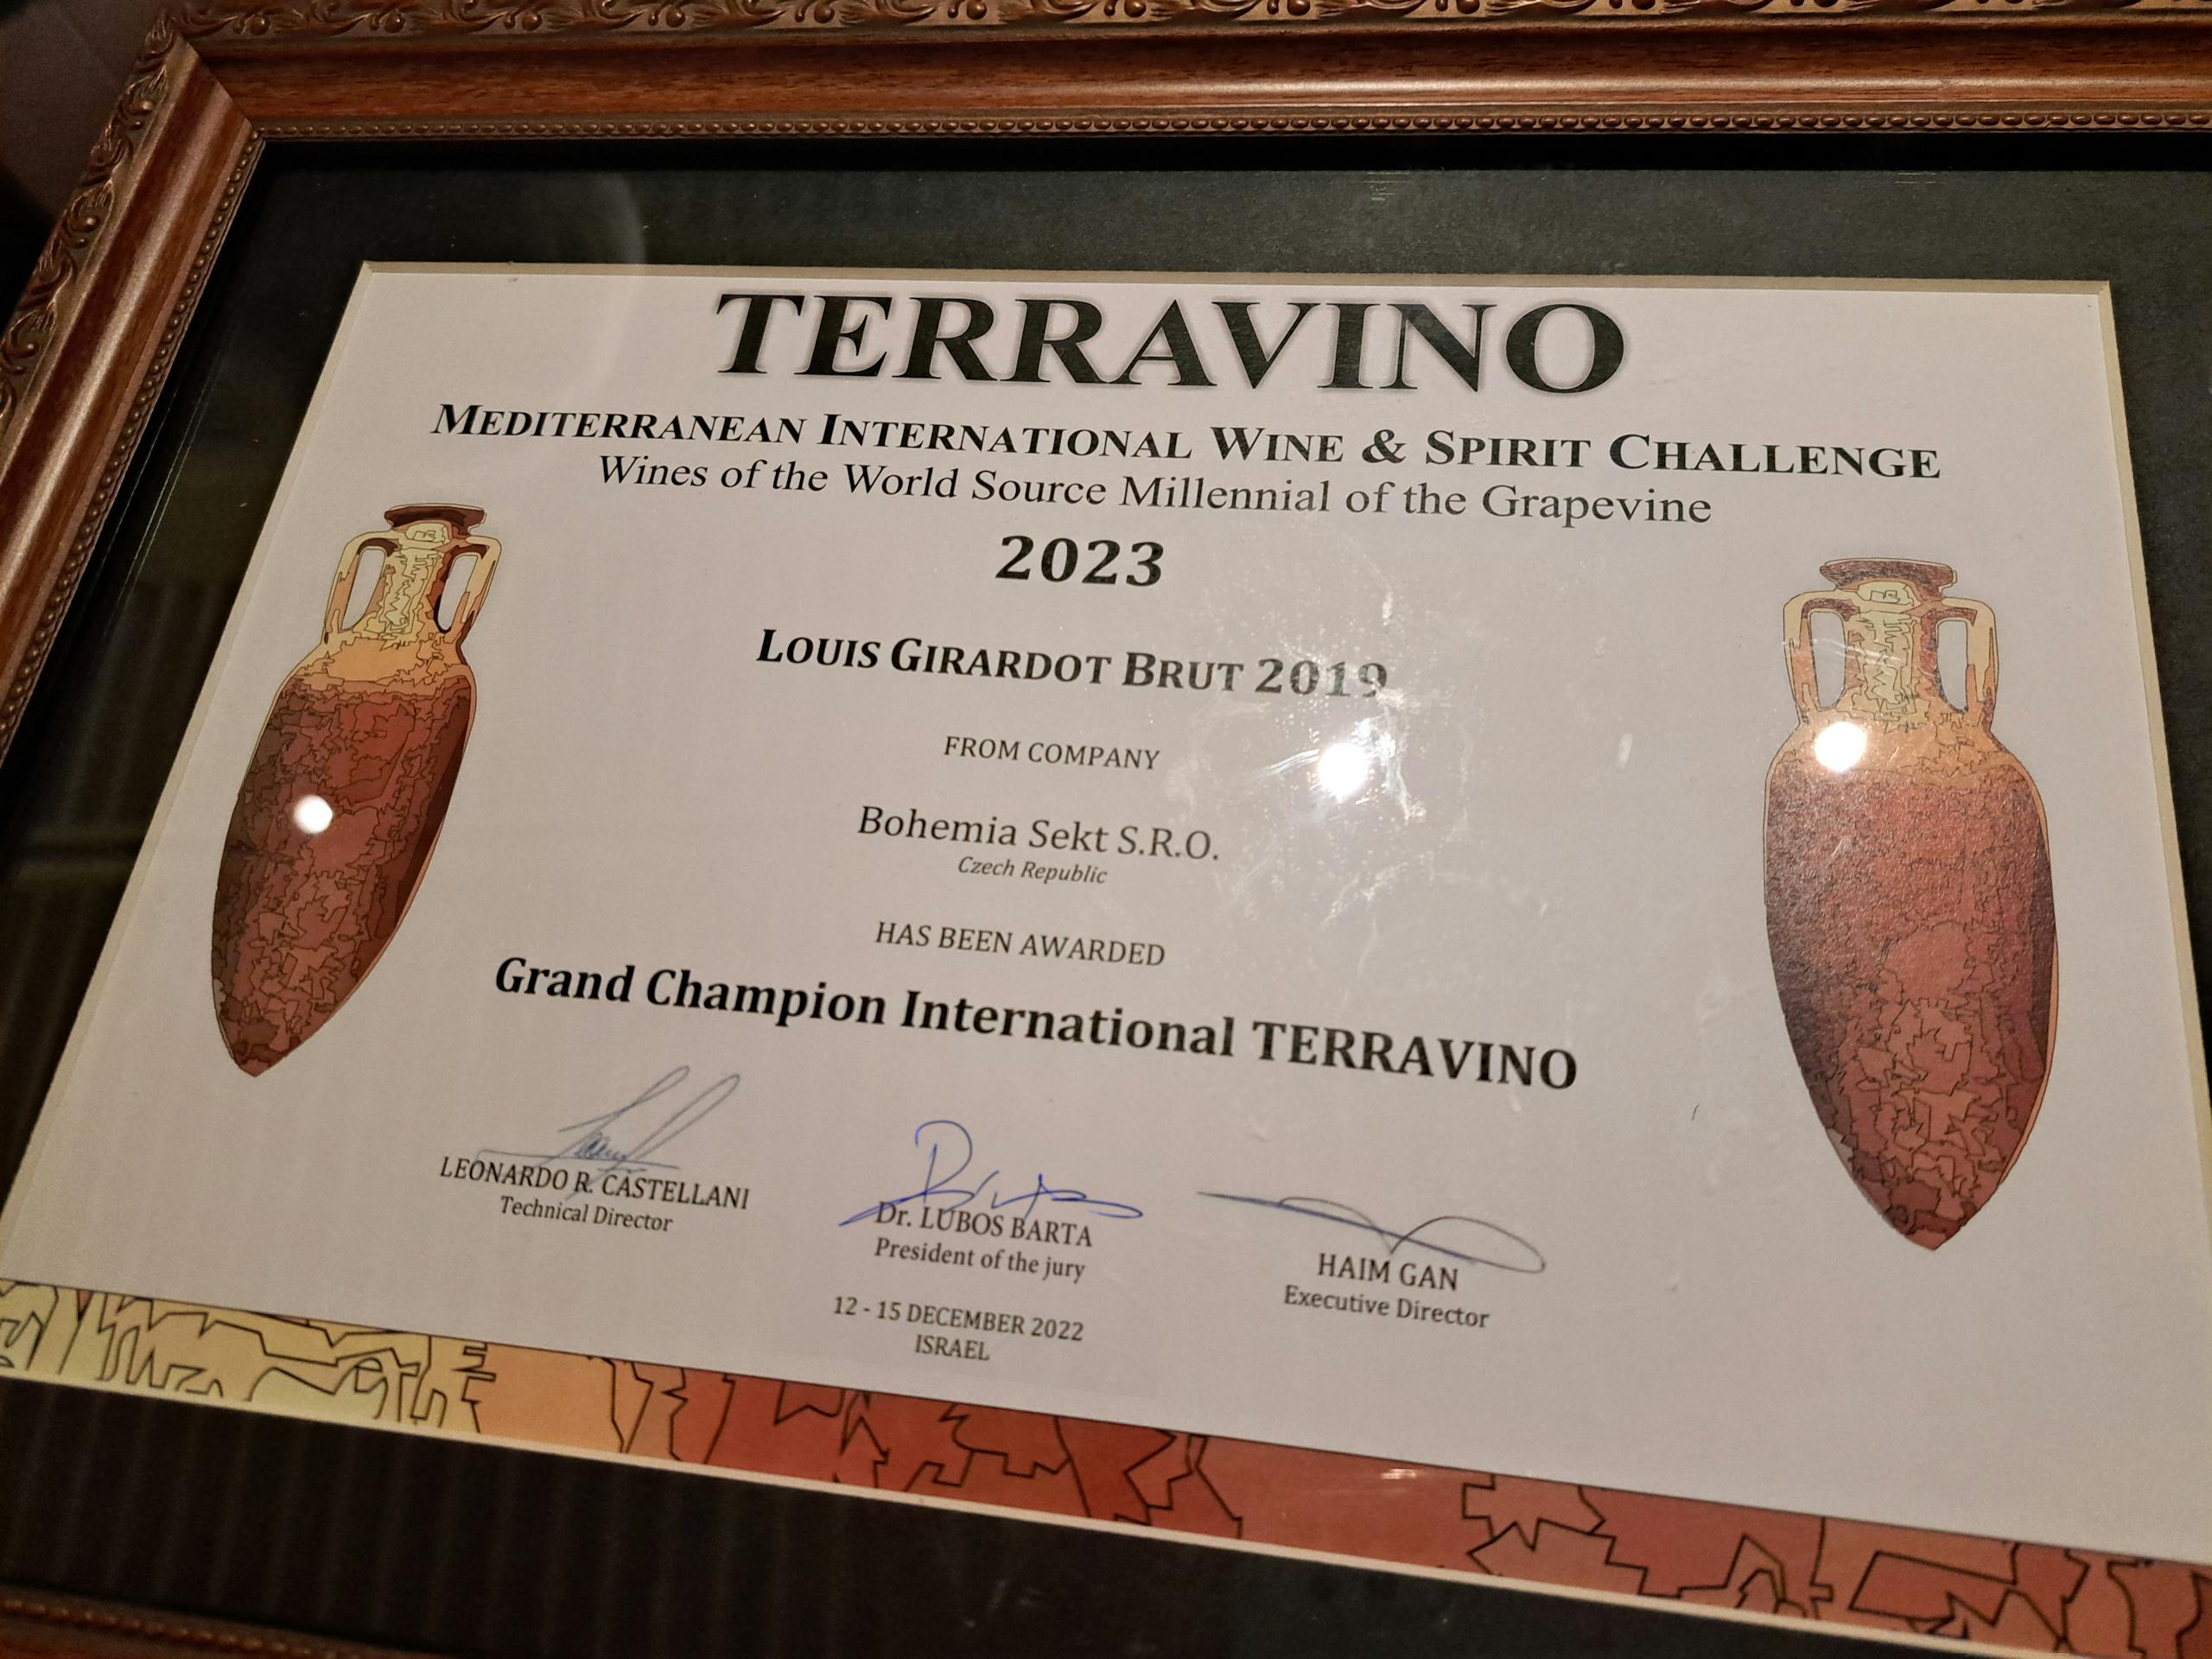 TERRAVINO
MEDITERRANEAN INTERNATIONAL WINE & SPIRIT CHALLENGE
Wines of the World Source Millennial of the Grapevine
2023
LOUIS GIRARDOT BRUT 2019
FROM COMPANY
Bohemia Sekt S.R.O.
Czech Republic
HAS BEEN AWARDED
Grand Champion International TERRAVINO
LEONARDO R. CASTELLANI
Technical Director
Dr. LUBOS BARTA
President of the jury
HAIM GAN
Executive Director
12 - 15 DECEMBER 2022
ISRAEL